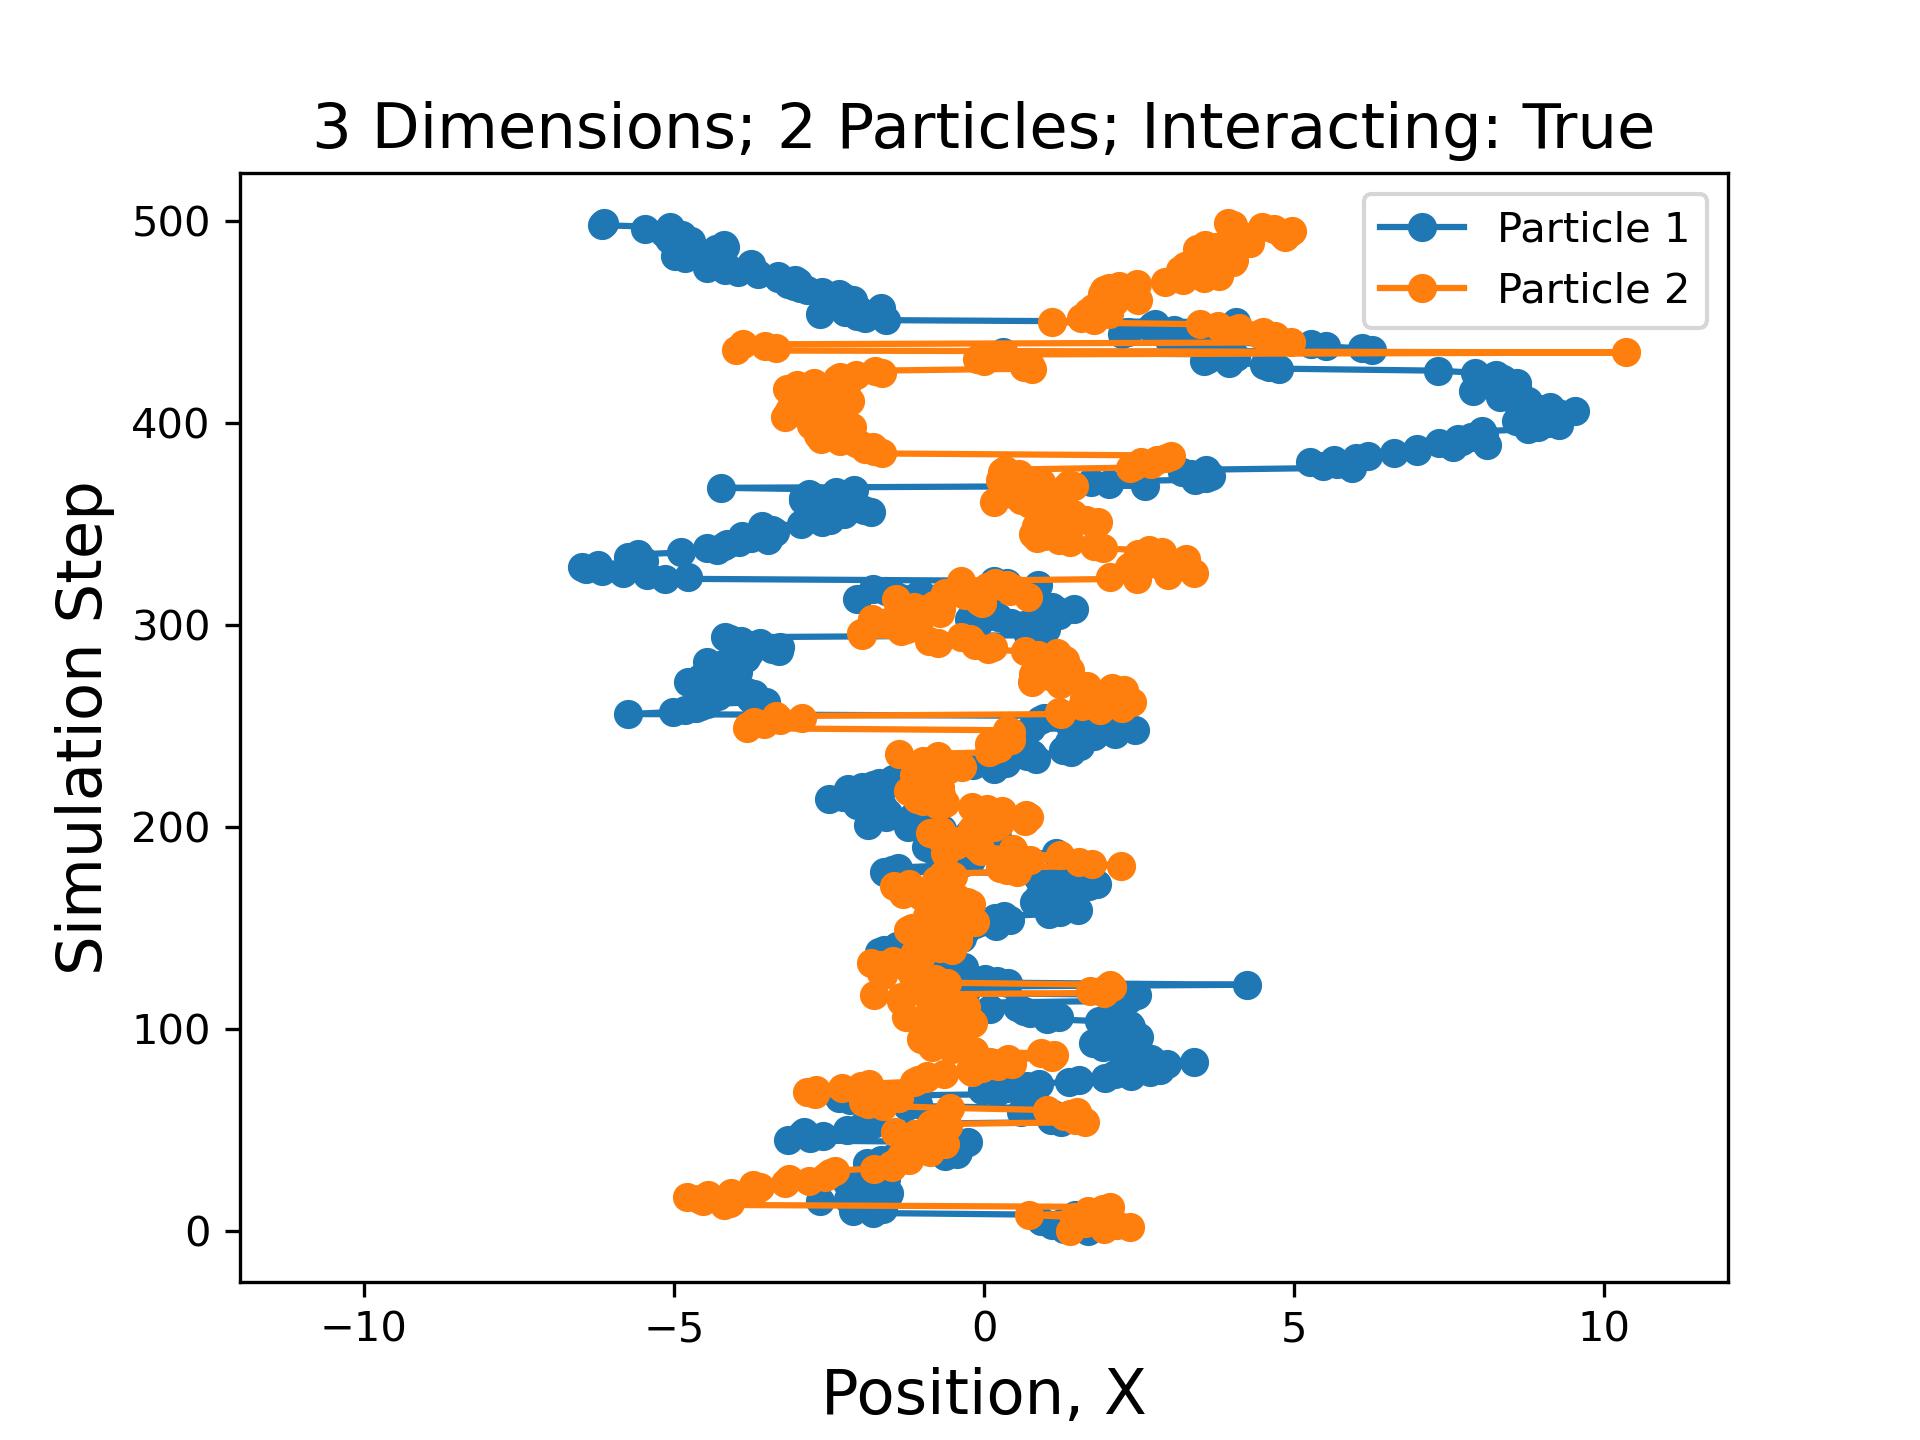 3 Dimensions; 2 Particles; Interacting: True
Particle 1
Particle 2
500
400
300
200
100
0
Simulation Step
−10
−5
0
5
10
Position, X